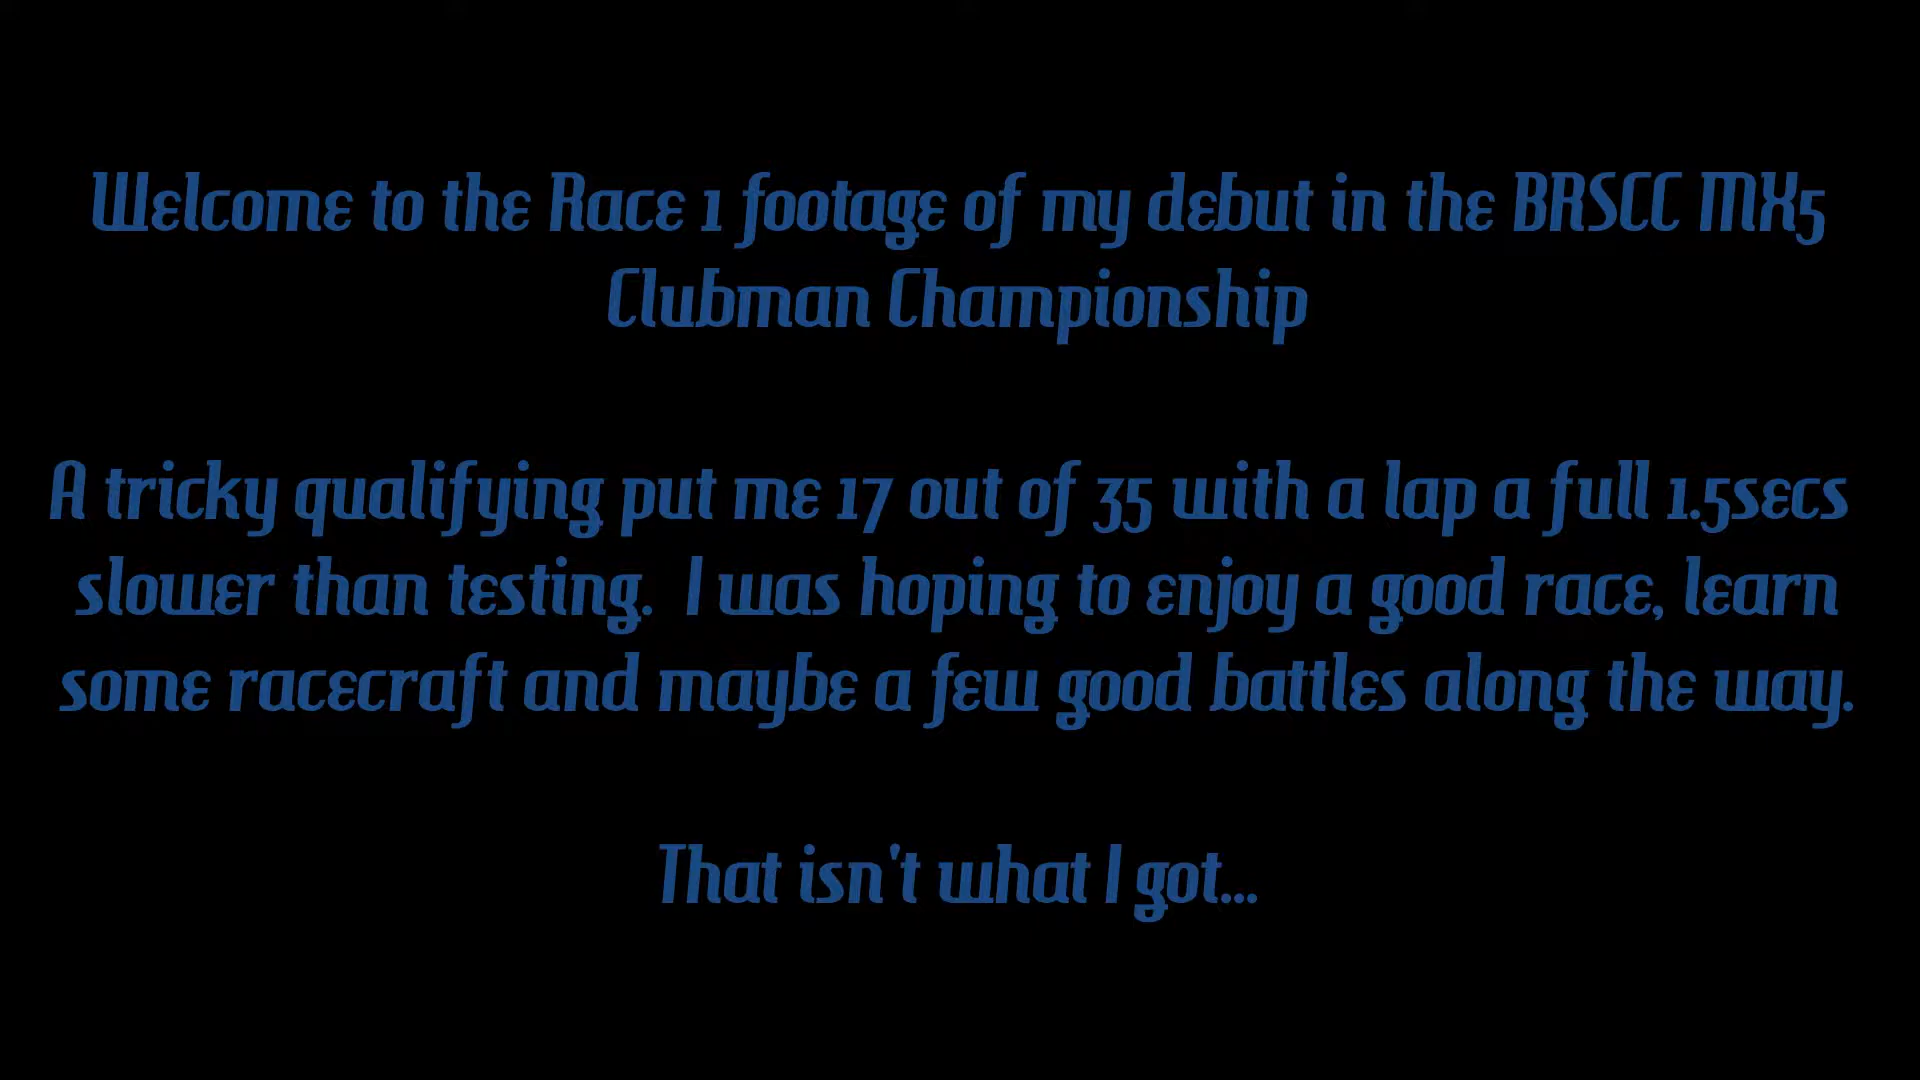 Welcome to the Race 1 footage of my debut in the BRSCC MX5
Clubman Championship
A tricky qualifying put me 17 out of 35 with a lap a full 1.5secs
slower than testing.  I was hoping to enjoy a good race, learn
some racecraft and maybe a few good battles along the way.
That isn't what I got...